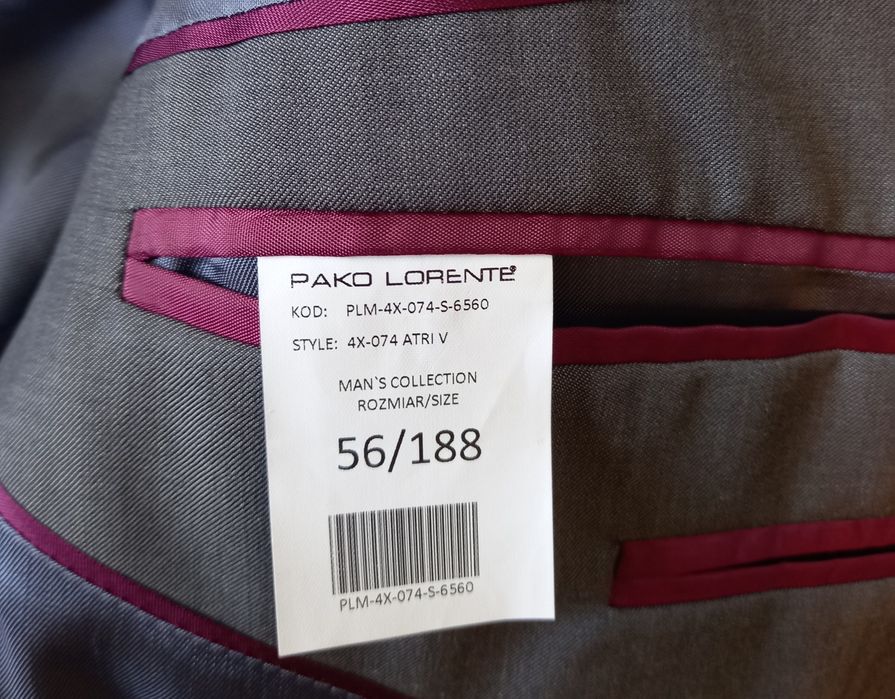 PAKO LORENTE®
KOD: PLM-4X-074-S-6560
STYLE: 4X-074 ATRI V
MAN`S COLLECTION
ROZMIAR/SIZE
56/188
PLM-4X-074-S-6560